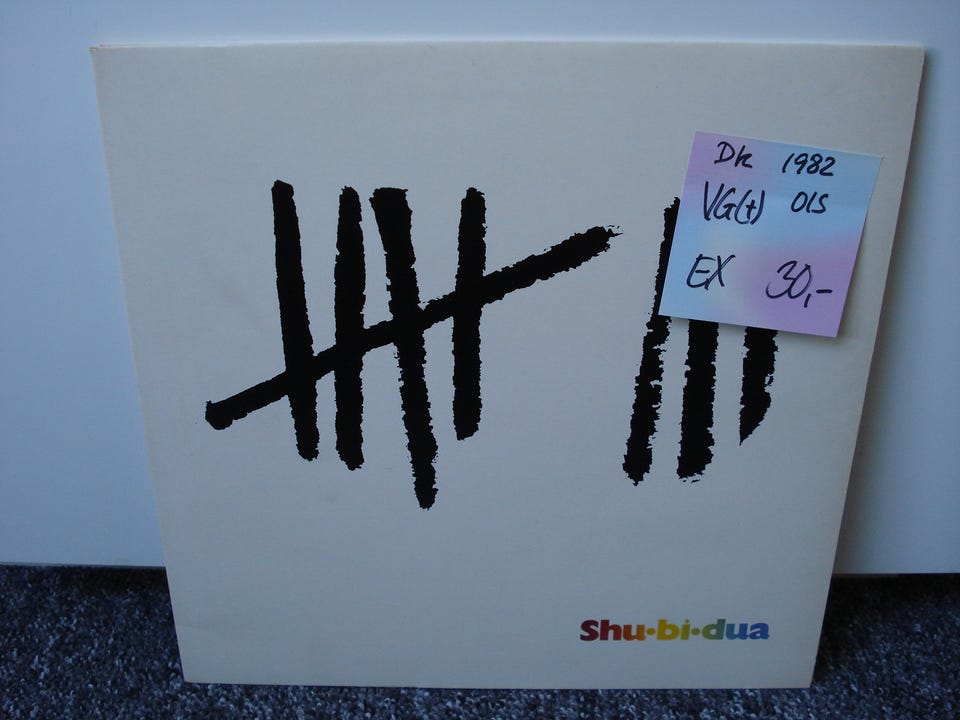 Dk 1982
VG(+) OIS
EX 30,-
Shu·bi·dua